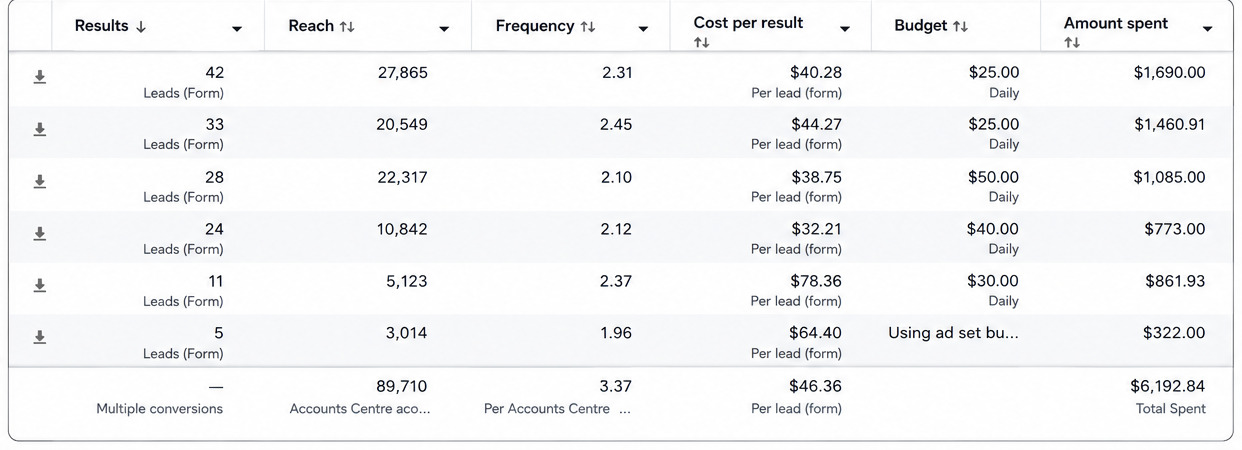 Results ↓ Reach ↑↓ Frequency ↑↓ Cost per result ↑↓ Budget ↑↓ Amount spent ↑↓
42 27,865 2.31 $40.28 $25.00 $1,690.00
Leads (Form) Per lead (form) Daily
33 20,549 2.45 $44.27 $25.00 $1,460.91
Leads (Form) Per lead (form) Daily
28 22,317 2.10 $38.75 $50.00 $1,085.00
Leads (Form) Per lead (form) Daily
24 10,842 2.12 $32.21 $40.00 $773.00
Leads (Form) Per lead (form) Daily
11 5,123 2.37 $78.36 $30.00 $861.93
Leads (Form) Per lead (form) Daily
5 3,014 1.96 $64.40 Using ad set bu... $322.00
Leads (Form) Per lead (form)
— 89,710 3.37 $46.36 $6,192.84
Multiple conversions Accounts Centre aco... Per Accounts Centre ... Per lead (form) Total Spent